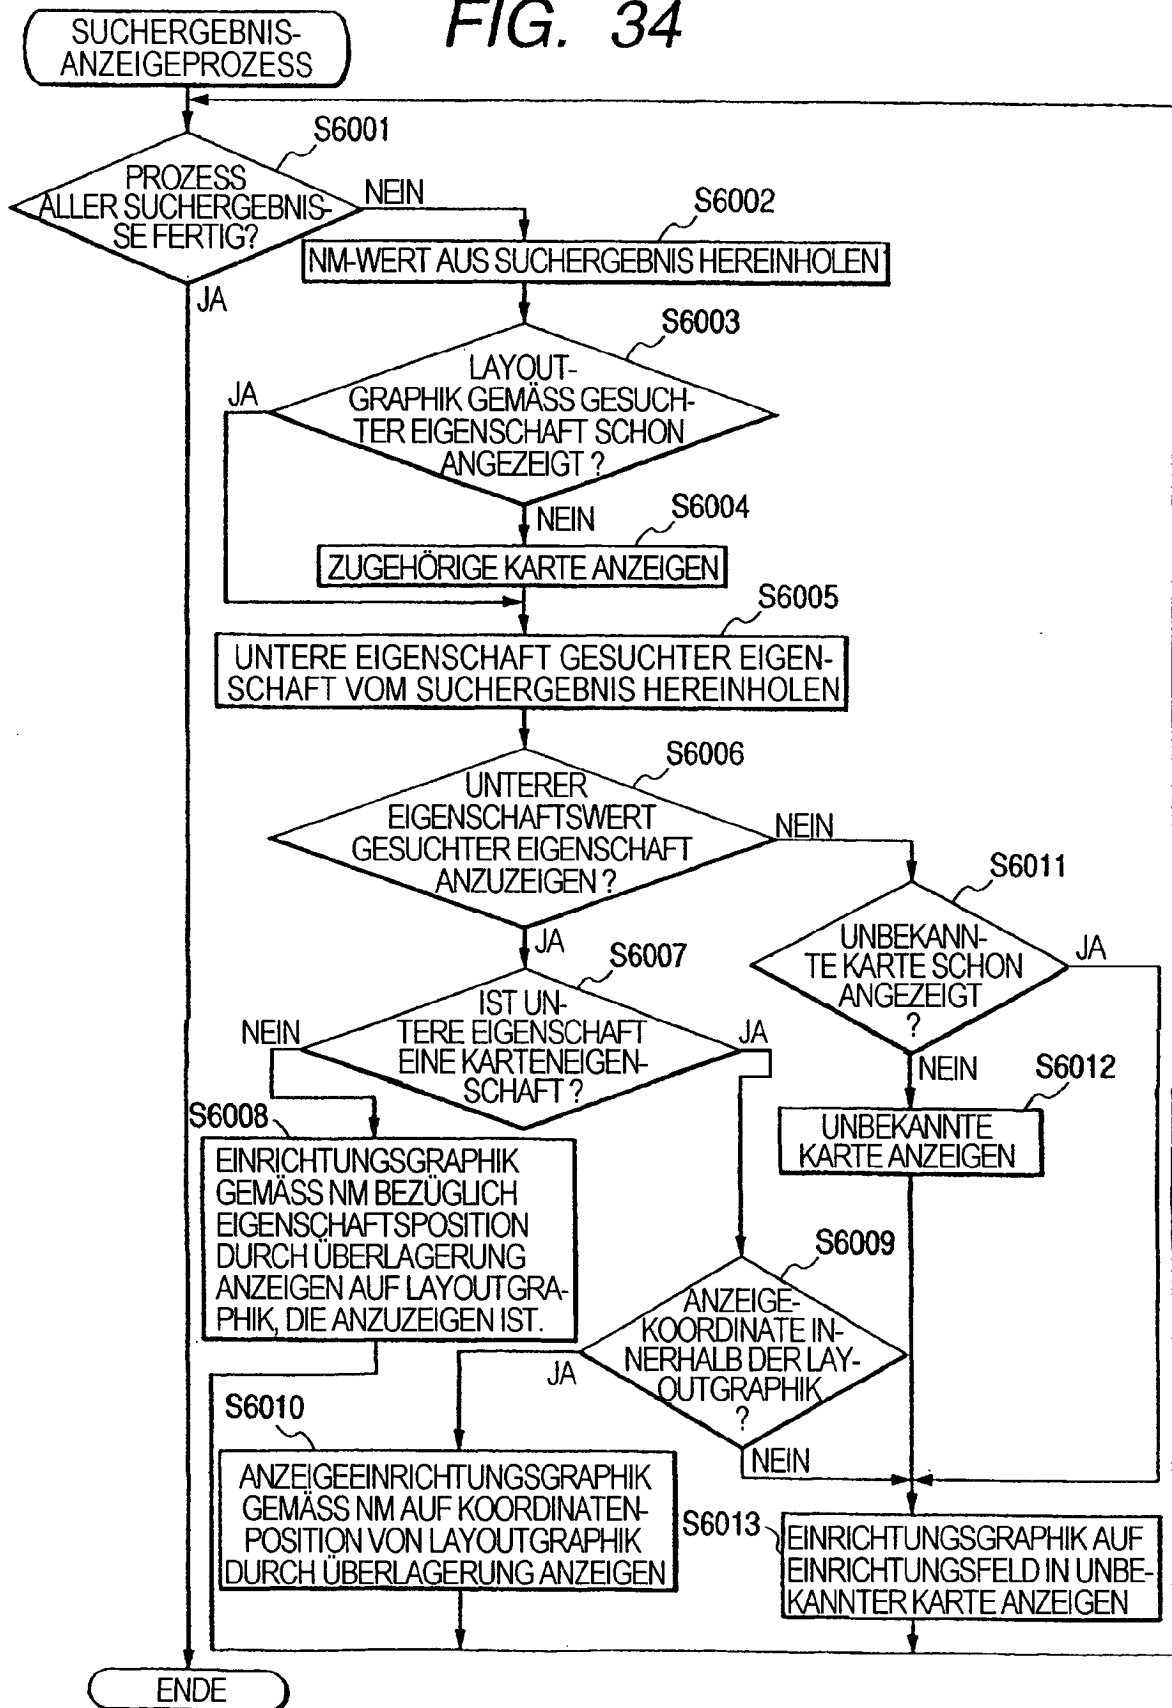 FIG. 34
SUCHERGEBNIS-
ANZEIGEPROZESS
S6001
PROZESS
ALLER SUCHERGEBNIS-
SE FERTIG?
NEIN
JA
S6002
NM-WERT AUS SUCHERGEBNIS HEREINHOLEN
S6003
LAYOUT-
GRAPHIK GEMÄSS GESUCH-
TER EIGENSCHAFT SCHON
ANGEZEIGT ?
JA
NEIN
S6004
ZUGEHÖRIGE KARTE ANZEIGEN
S6005
UNTERE EIGENSCHAFT GESUCHTER EIGEN-
SCHAFT VOM SUCHERGEBNIS HEREINHOLEN
S6006
UNTERER
EIGENSCHAFTSWERT
GESUCHTER EIGENSCHAFT
ANZUZEIGEN ?
NEIN
JA
S6011
UNBEKANN-
TE KARTE SCHON
ANGEZEIGT
?
JA
NEIN
S6007
IST UN-
TERE EIGENSCHAFT
EINE KARTENEIGEN-
SCHAFT ?
NEIN
JA
S6012
UNBEKANNTE
KARTE ANZEIGEN
S6008
EINRICHTUNGSGRAPHIK
GEMÄSS NM BEZÜGLICH
EIGENSCHAFTSPOSITION
DURCH ÜBERLAGERUNG
ANZEIGEN AUF LAYOUTGRA-
PHIK, DIE ANZUZEIGEN IST.
S6009
ANZEIGE-
KOORDINATE IN-
NERHALB DER LAY-
OUTGRAPHIK
?
JA
NEIN
S6010
ANZEIGEEINRICHTUNGSGRAPHIK
GEMÄSS NM AUF KOORDINATEN-
POSITION VON LAYOUTGRAPHIK
DURCH ÜBERLAGERUNG ANZEIGEN
S6013
EINRICHTUNGSGRAPHIK AUF
EINRICHTUNGSFELD IN UNBE-
KANNTER KARTE ANZEIGEN
ENDE